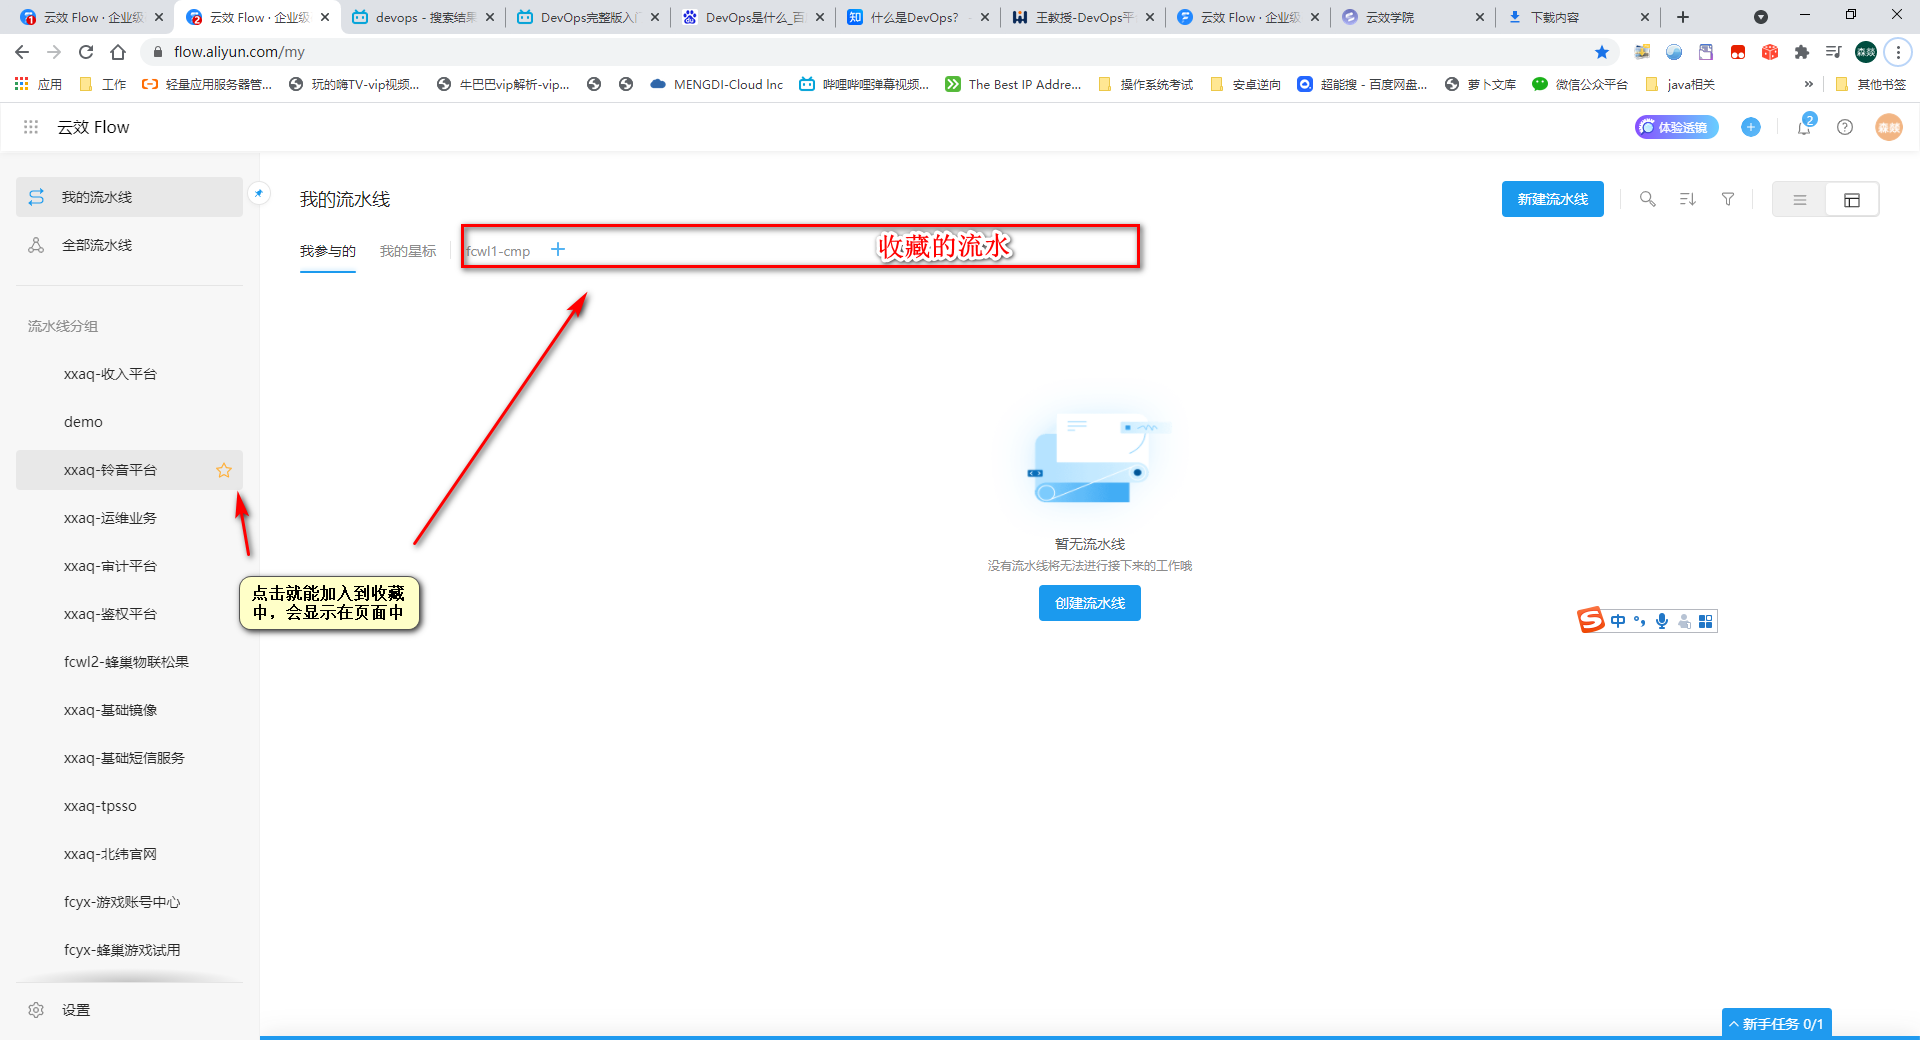 云效 Flow · 企业级
云效 Flow · 企业级
devops - 搜索结果
DevOps完整版入门
DevOps是什么_百
什么是DevOps? -
王教授-DevOps平
云效 Flow · 企业级
云效学院
下载内容
flow.aliyun.com/my
森燚
应用
工作
轻量应用服务器管...
玩的嗨TV-vip视频...
牛巴巴vip解析-vip...
MENGDI-Cloud Inc
哔哩哔哩弹幕视频...
The Best IP Addre...
操作系统考试
安卓逆向
超能搜 - 百度网盘...
萝卜文库
微信公众平台
java相关
»
其他书签
云效 Flow
体验透镜
2
森燚
我的流水线
全部流水线
流水线分组
xxaq-收入平台
demo
xxaq-铃音平台
xxaq-运维业务
xxaq-审计平台
xxaq-鉴权平台
fcwl2-蜂巢物联松果
xxaq-基础镜像
xxaq-基础短信服务
xxaq-tpsso
xxaq-北纬官网
fcyx-游戏账号中心
fcyx-蜂巢游戏试用
设置
我的流水线
新建流水线
我参与的
我的星标
fcwl1-cmp
收藏的流水
点击就能加入到收藏
中，会显示在页面中
暂无流水线
没有流水线将无法进行接下来的工作哦
创建流水线
中
新手任务 0/1